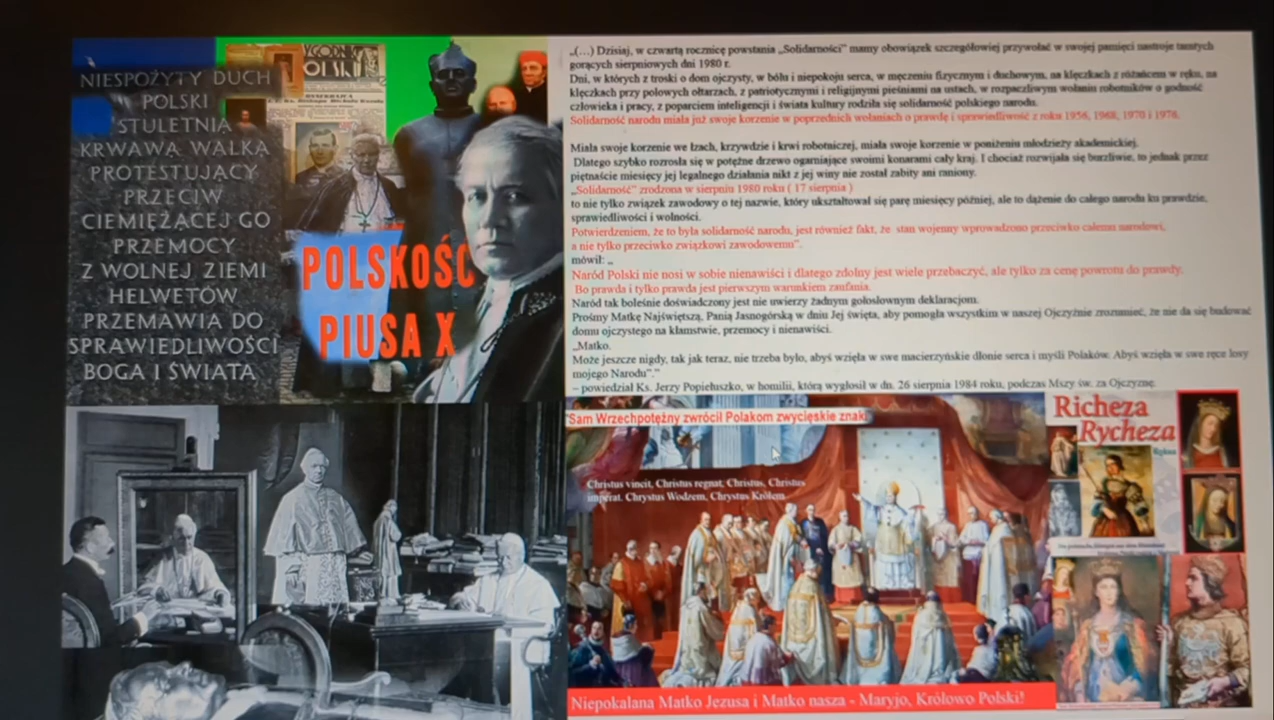 NIESPOŻYTY DUCH
POLSKI
STULETNIĄ
KRWAWĄ WALKĄ
PROTESTUJĄCY
PRZECIW
CIEMIĘŻĄCEJ GO
PRZEMOCY
Z WOLNEJ ZIEMI
HELWETÓW
PRZEMAWIA DO
SPRAWIEDLIWOŚCI
BOGA I ŚWIATA
POLSKI
POLSKOŚĆ
PIUSA X
„(…) Dzisiaj, w czwartą rocznicę powstania „Solidarności” mamy obowiązek szczegółowiej przywołać w swojej pamięci nastroje tamtych
gorących sierpniowych dni 1980 r.
Dni, w których z troski o dom ojczysty, w bólu i niepokoju serca, w męczeniu fizycznym i duchowym, na klęczkach z różańcem w ręku, na
klęczkach przy polowych ołtarzach, z patriotycznymi i religijnymi pieśniami na ustach, w rozpaczliwym wołaniu robotników o godność
człowieka i pracy, z poparciem inteligencji i świata kultury rodziła się solidarność polskiego narodu.
Solidarność narodu miała już swoje korzenie w poprzednich wołaniach o prawdę i sprawiedliwość z roku 1956, 1968, 1970 i 1976.
Miała swoje korzenie we łzach, krzywdzie i krwi robotniczej, miała swoje korzenie w poniżeniu młodzieży akademickiej.
Dlatego szybko rozrosła się w potężne drzewo ogarniające swoimi konarami cały kraj. I chociaż rozwijała się burzliwie, to jednak przez
piętnaście miesięcy jej legalnego działania nikt z jej winy nie został zabity ani raniony.
„Solidarność” zrodzona w sierpniu 1980 roku ( 17 sierpnia )
to nie tylko związek zawodowy o tej nazwie, który ukształtował się parę miesięcy później, ale to dążenie do całego narodu ku prawdzie,
sprawiedliwości i wolności.
Potwierdzeniem, że to była solidarność narodu, jest również fakt, że stan wojenny wprowadzono przeciwko całemu narodowi,
a nie tylko przeciwko związkowi zawodowemu”.
mówił: „
Naród Polski nie nosi w sobie nienawiści i dlatego zdolny jest wiele przebaczyć, ale tylko za cenę powrotu do prawdy.
Bo prawda i tylko prawda jest pierwszym warunkiem zaufania.
Naród tak boleśnie doświadczony jest nie uwierzy żadnym gołosłownym deklaracjom.
Prośmy Matkę Najświętszą, Panią Jasnogórską w dniu Jej święta, aby pomogła wszystkim w naszej Ojczyźnie zrozumieć, że nie da się budować
domu ojczystego na kłamstwie, przemocy i nienawiści.
„Matko.
Może jeszcze nigdy, tak jak teraz, nie trzeba było, abyś wzięła w swe macierzyńskie dłonie serca i myśli Polaków. Abyś wzięła w swe ręce losy
mojego Narodu”.”
– powiedział Ks. Jerzy Popiełuszko, w homilii, którą wygłosił w dn. 26 sierpnia 1984 roku, podczas Mszy św. za Ojczyznę.
"Sam Wrzechpotężny zwrócił Polakom zwycięskie znak
Christus vincit, Christus regnat, Christus, Christus
imperat. Chrystus Wodzem, Chrystus Królem
Richeza
Rycheza
Niepokalana Matko Jezusa i Matko nasza - Maryjo, Królowo Polski!